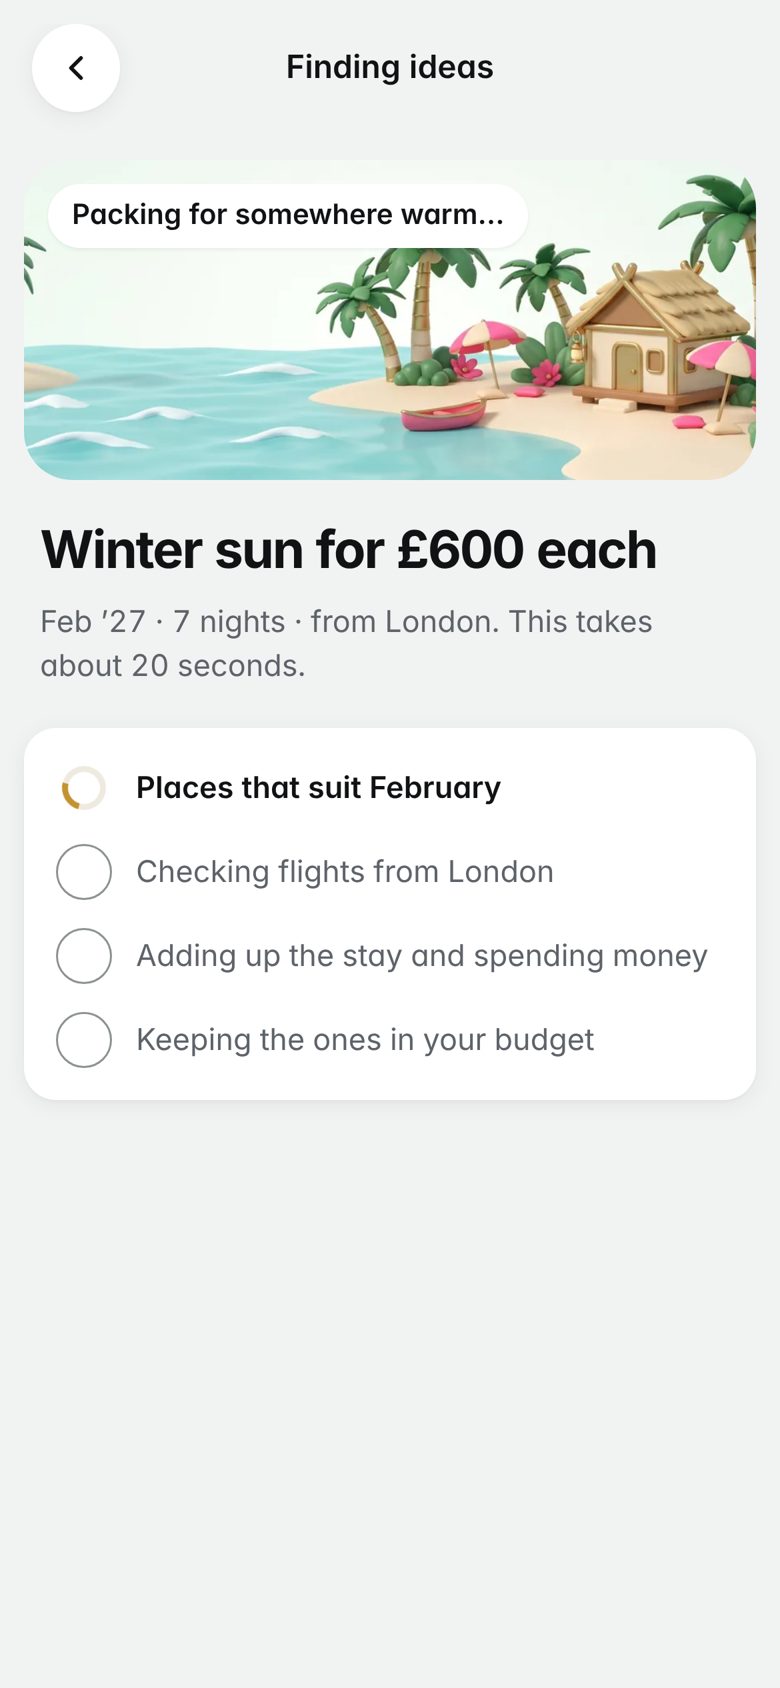 Finding ideas
Packing for somewhere warm...
Winter sun for £600 each
Feb ’27 · 7 nights · from London. This takes
about 20 seconds.
Places that suit February
Checking flights from London
Adding up the stay and spending money
Keeping the ones in your budget